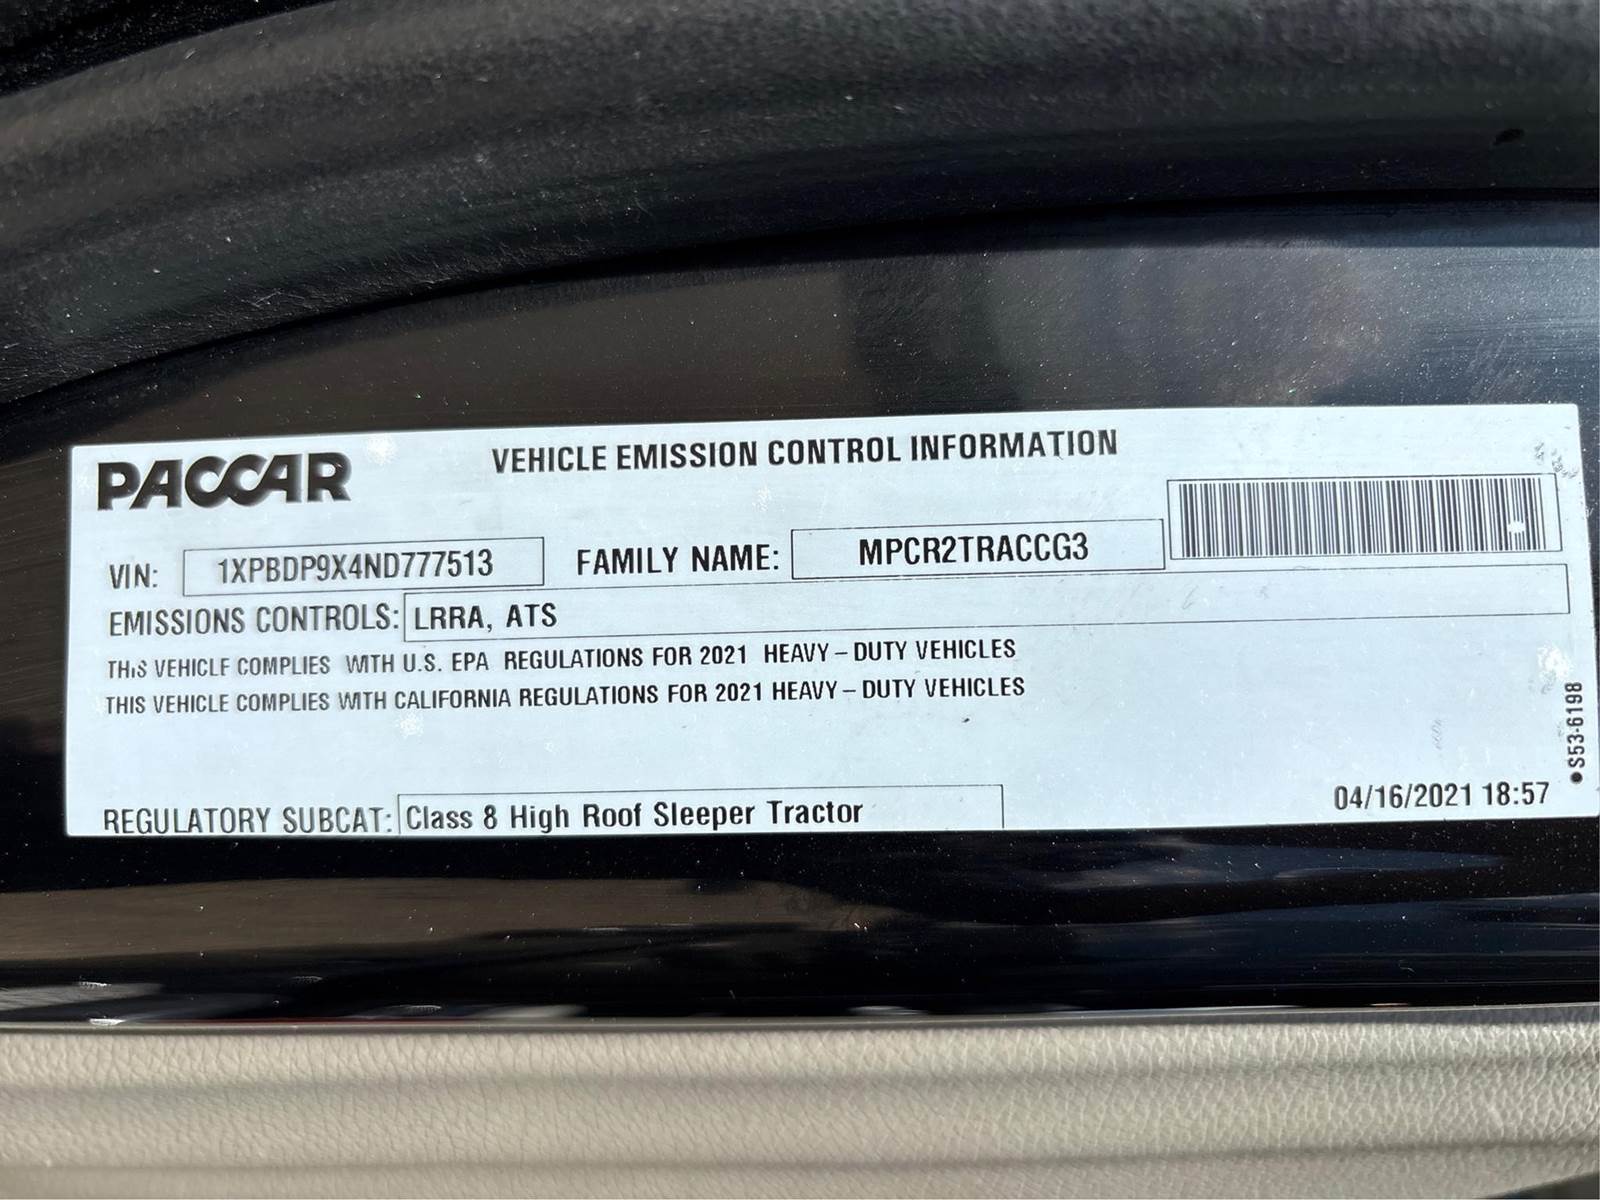 PACCAR
VEHICLE EMISSION CONTROL INFORMATION
VIN: 1XPBDP9X4ND777513 FAMILY NAME: MPCR2TRACCG3
EMISSIONS CONTROLS: LRRA, ATS
THIS VEHICLE COMPLIES WITH U.S. EPA REGULATIONS FOR 2021 HEAVY-DUTY VEHICLES
THIS VEHICLE COMPLIES WITH CALIFORNIA REGULATIONS FOR 2021 HEAVY-DUTY VEHICLES
REGULATORY SUBCAT: Class 8 High Roof Sleeper Tractor
04/16/2021 18:57
●S53-6198